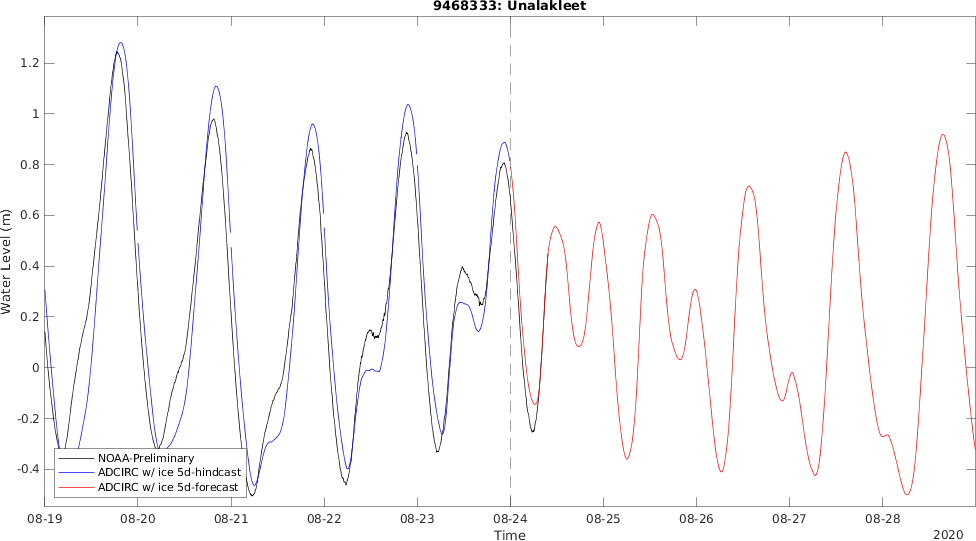 9468333: Unalakleet
Water Level (m)
1.2
1
0.8
0.6
0.4
0.2
0
-0.2
-0.4
NOAA-Preliminary
ADCIRC w/ ice 5d-hindcast
ADCIRC w/ ice 5d-forecast
08-19 08-20 08-21 08-22 08-23 08-24 08-25 08-26 08-27 08-28
Time
2020